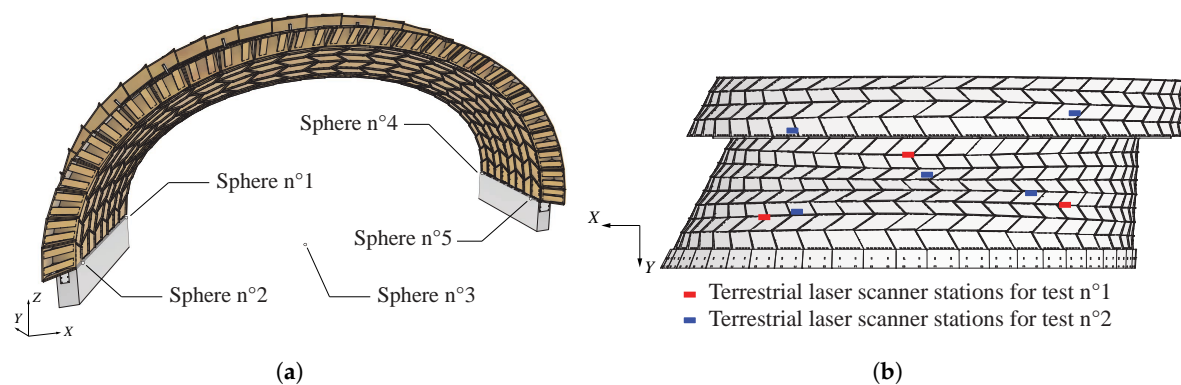 Sphere n°4
Sphere n°1
Sphere n°5
Sphere n°2
Sphere n°3
Z
Y
X
(a)
X
Y
Terrestrial laser scanner stations for test n°1
Terrestrial laser scanner stations for test n°2
(b)